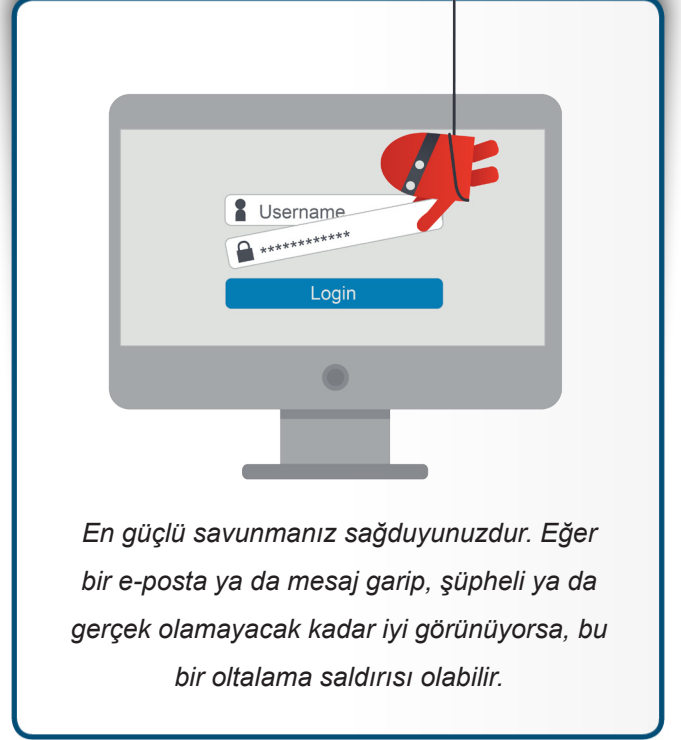 Username
************
Login
En güçlü savunmanız sağduyunuzdur. Eğer
bir e-posta ya da mesaj garip, şüpheli ya da
gerçek olamayacak kadar iyi görünüyorsa, bu
bir oltalama saldırısı olabilir.